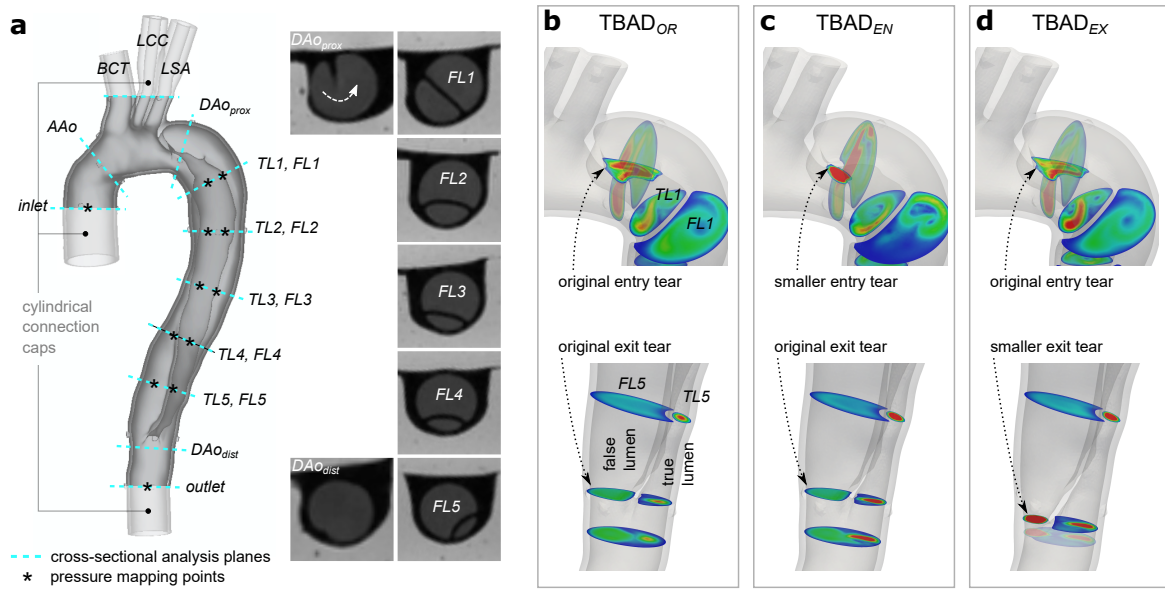 a
LCC
BCT
LSA
DAo_prox
AAo
TL1, FL1
inlet
TL2, FL2
TL3, FL3
cylindrical
connection
caps
TL4, FL4
TL5, FL5
DAo_dist
outlet
cross-sectional analysis planes
* pressure mapping points
DAo_prox
FL1
FL2
FL3
FL4
DAo_dist
FL5
b
TBAD_OR
TL1
FL1
original entry tear
original exit tear
FL5
TL5
false
lumen
true
lumen
c
TBAD_EN
smaller entry tear
original exit tear
d
TBAD_EX
original entry tear
smaller exit tear